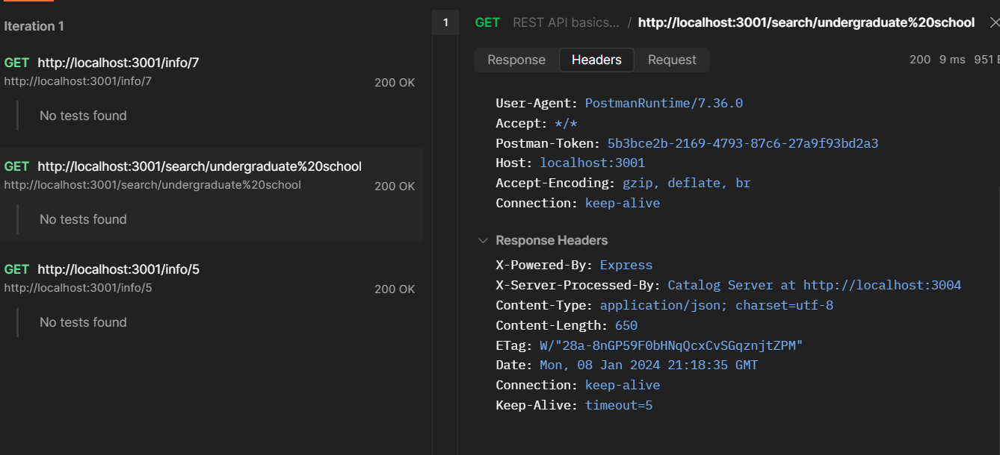 Iteration 1
GET http://localhost:3001/info/7
http://localhost:3001/info/7
200 OK
No tests found
GET http://localhost:3001/search/undergraduate%20school
http://localhost:3001/search/undergraduate%20school
200 OK
No tests found
GET http://localhost:3001/info/5
http://localhost:3001/info/5
200 OK
No tests found
1
GET REST API basics... / http://localhost:3001/search/undergraduate%20school
Response Headers Request 200 9 ms 951
User-Agent: PostmanRuntime/7.36.0
Accept: */*
Postman-Token: 5b3bce2b-2169-4793-87c6-27a9f93bd2a3
Host: localhost:3001
Accept-Encoding: gzip, deflate, br
Connection: keep-alive
Response Headers
X-Powered-By: Express
X-Server-Processed-By: Catalog Server at http://localhost:3004
Content-Type: application/json; charset=utf-8
Content-Length: 650
ETag: W/"28a-8nGP59F0bHNqQcxCvSGqznjtZPM"
Date: Mon, 08 Jan 2024 21:18:35 GMT
Connection: keep-alive
Keep-Alive: timeout=5